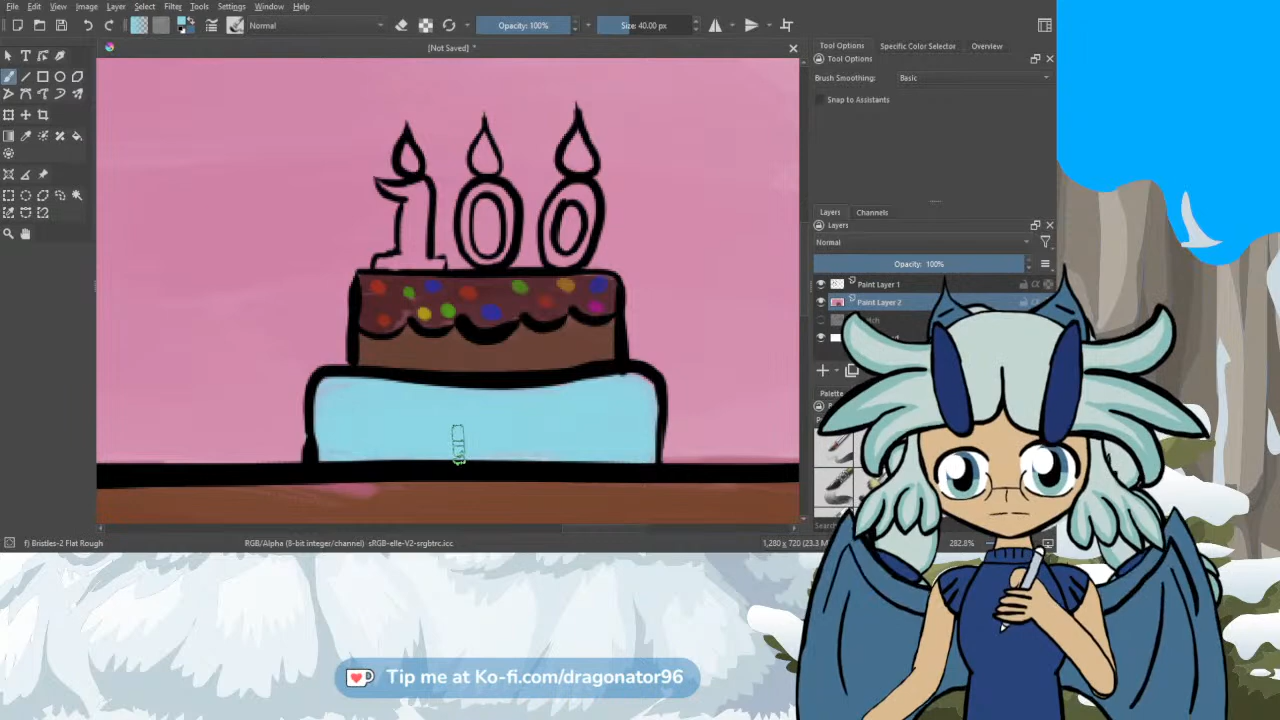 File Edit View Image Layer Select Filter Tools Settings Window Help
Normal
Opacity: 100%
Size: 40.00 px
[Not Saved] *
Tool Options Specific Color Selector Overview
Tool Options
Brush Smoothing: Basic
Snap to Assistants
100
Layers Channels
Layers
Normal
Opacity: 100%
Paint Layer 1
Paint Layer 2
Palette
f) Bristles-2 Flat Rough
RGB/Alpha (8-bit integer/channel) sRGB-elle-V2-srgbtrc.icc
1,280 x 720 (23.3 M
282.8%
Tip me at Ko-fi.com/dragonator96